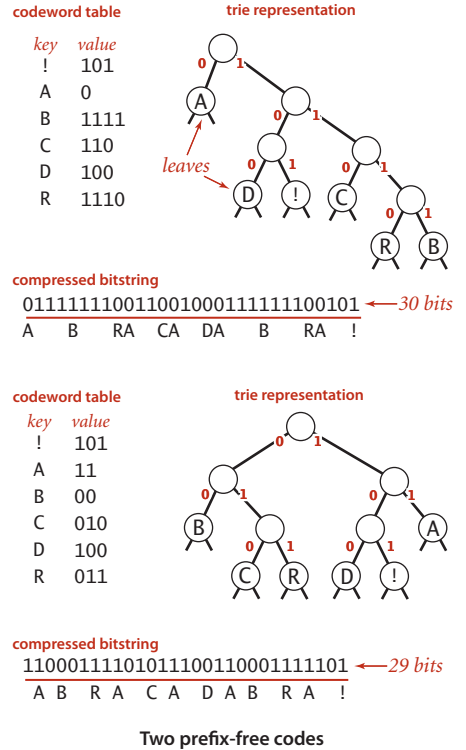 codeword table trie representation
key value
! 101
A 0
B 1111
C 110
D 100
R 1110
0 1
A
0 1
leaves
0 1 0 1
D ! C
0 1
R B
compressed bitstring
011111110011001000111111100101 30 bits
A B RA CA DA B RA !
codeword table trie representation
key value
! 101
A 11
B 00
C 010
D 100
R 011
0 1
0 1 0 1
B A
0 1 0 1
C R D !
compressed bitstring
11000111101011100110001111101 29 bits
A B R A C A D A B R A !
Two prefix-free codes